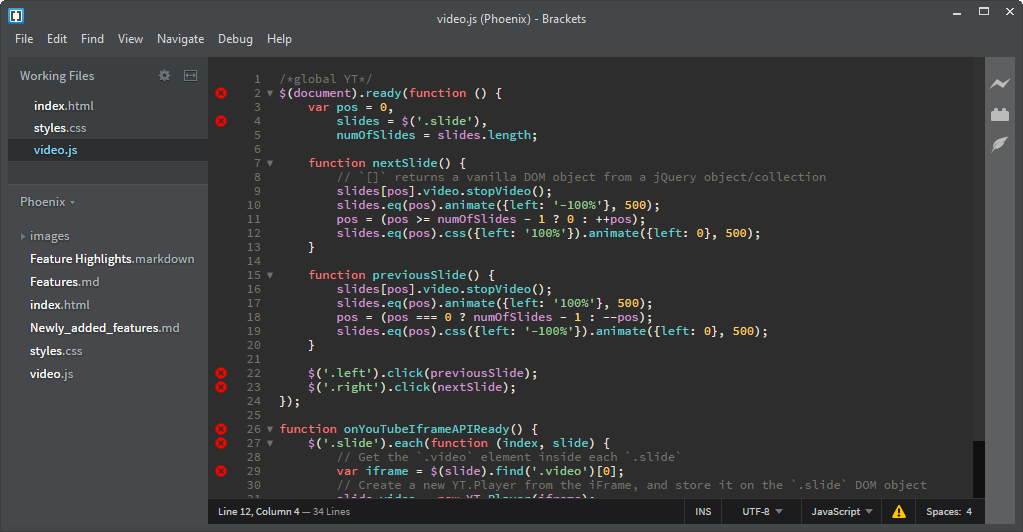 video.js (Phoenix) - Brackets
File Edit Find View Navigate Debug Help
Working Files
index.html
styles.css
video.js
Phoenix
images
Feature Highlights.markdown
Features.md
index.html
Newly_added_features.md
styles.css
video.js
1 /*global YT*/
2 $(document).ready(function () {
3     var pos = 0,
4         slides = $('.slide'),
5         numOfSlides = slides.length;
6
7     function nextSlide() {
8         // `[]` returns a vanilla DOM object from a jQuery object/collection
9         slides[pos].video.stopVideo();
10         slides.eq(pos).animate({left: '-100%'}, 500);
11         pos = (pos >= numOfSlides - 1 ? 0 : ++pos);
12         slides.eq(pos).css({left: '100%'}).animate({left: 0}, 500);
13     }
14
15     function previousSlide() {
16         slides[pos].video.stopVideo();
17         slides.eq(pos).animate({left: '100%'}, 500);
18         pos = (pos === 0 ? numOfSlides - 1 : --pos);
19         slides.eq(pos).css({left: '-100%'}).animate({left: 0}, 500);
20     }
21
22     $('.left').click(previousSlide);
23     $('.right').click(nextSlide);
24 });
25
26 function onYouTubeIframeAPIReady() {
27     $('.slide').each(function (index, slide) {
28         // Get the `.video` element inside each `.slide`
29         var iframe = $(slide).find('.video')[0];
30         // Create a new YT.Player from the iFrame, and store it on the `.slide` DOM object
31         slide.video = new YT.Player(iframe);
Line 12, Column 4 — 34 Lines INS UTF-8 JavaScript Spaces: 4